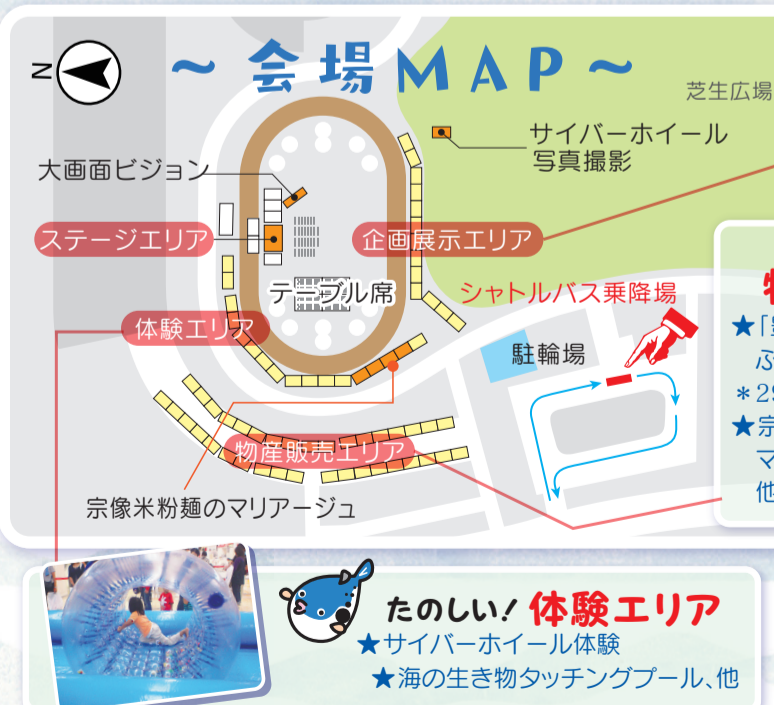 N
～会場MAP～
芝生広場
サイバーホイール
写真撮影
大画面ビジョン
ステージエリア
企画展示エリア
テーブル席
シャトルバス乗降場
体験エリア
駐輪場
物産販売エリア
宗像米粉麺のマリアージュ
★「
ぶ
＊29
★宗
マ
他
たのしい！体験エリア
★サイバーホイール体験
★海の生き物タッチングプール、他